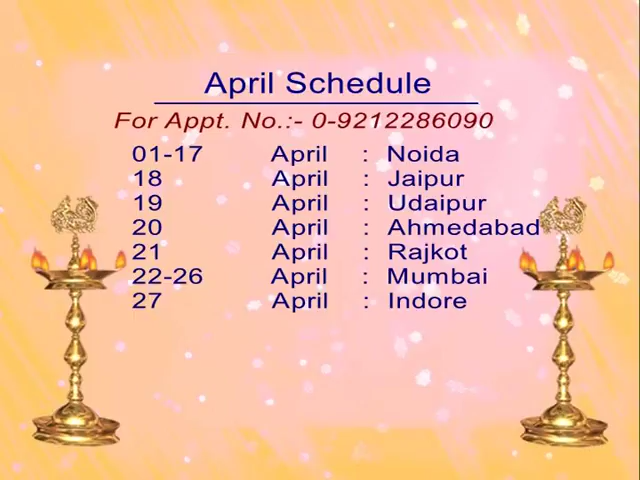 April Schedule
For Appt. No.:- 0-9212286090
01-17 April : Noida
18 April : Jaipur
19 April : Udaipur
20 April : Ahmedabad
21 April : Rajkot
22-26 April : Mumbai
27 April : Indore